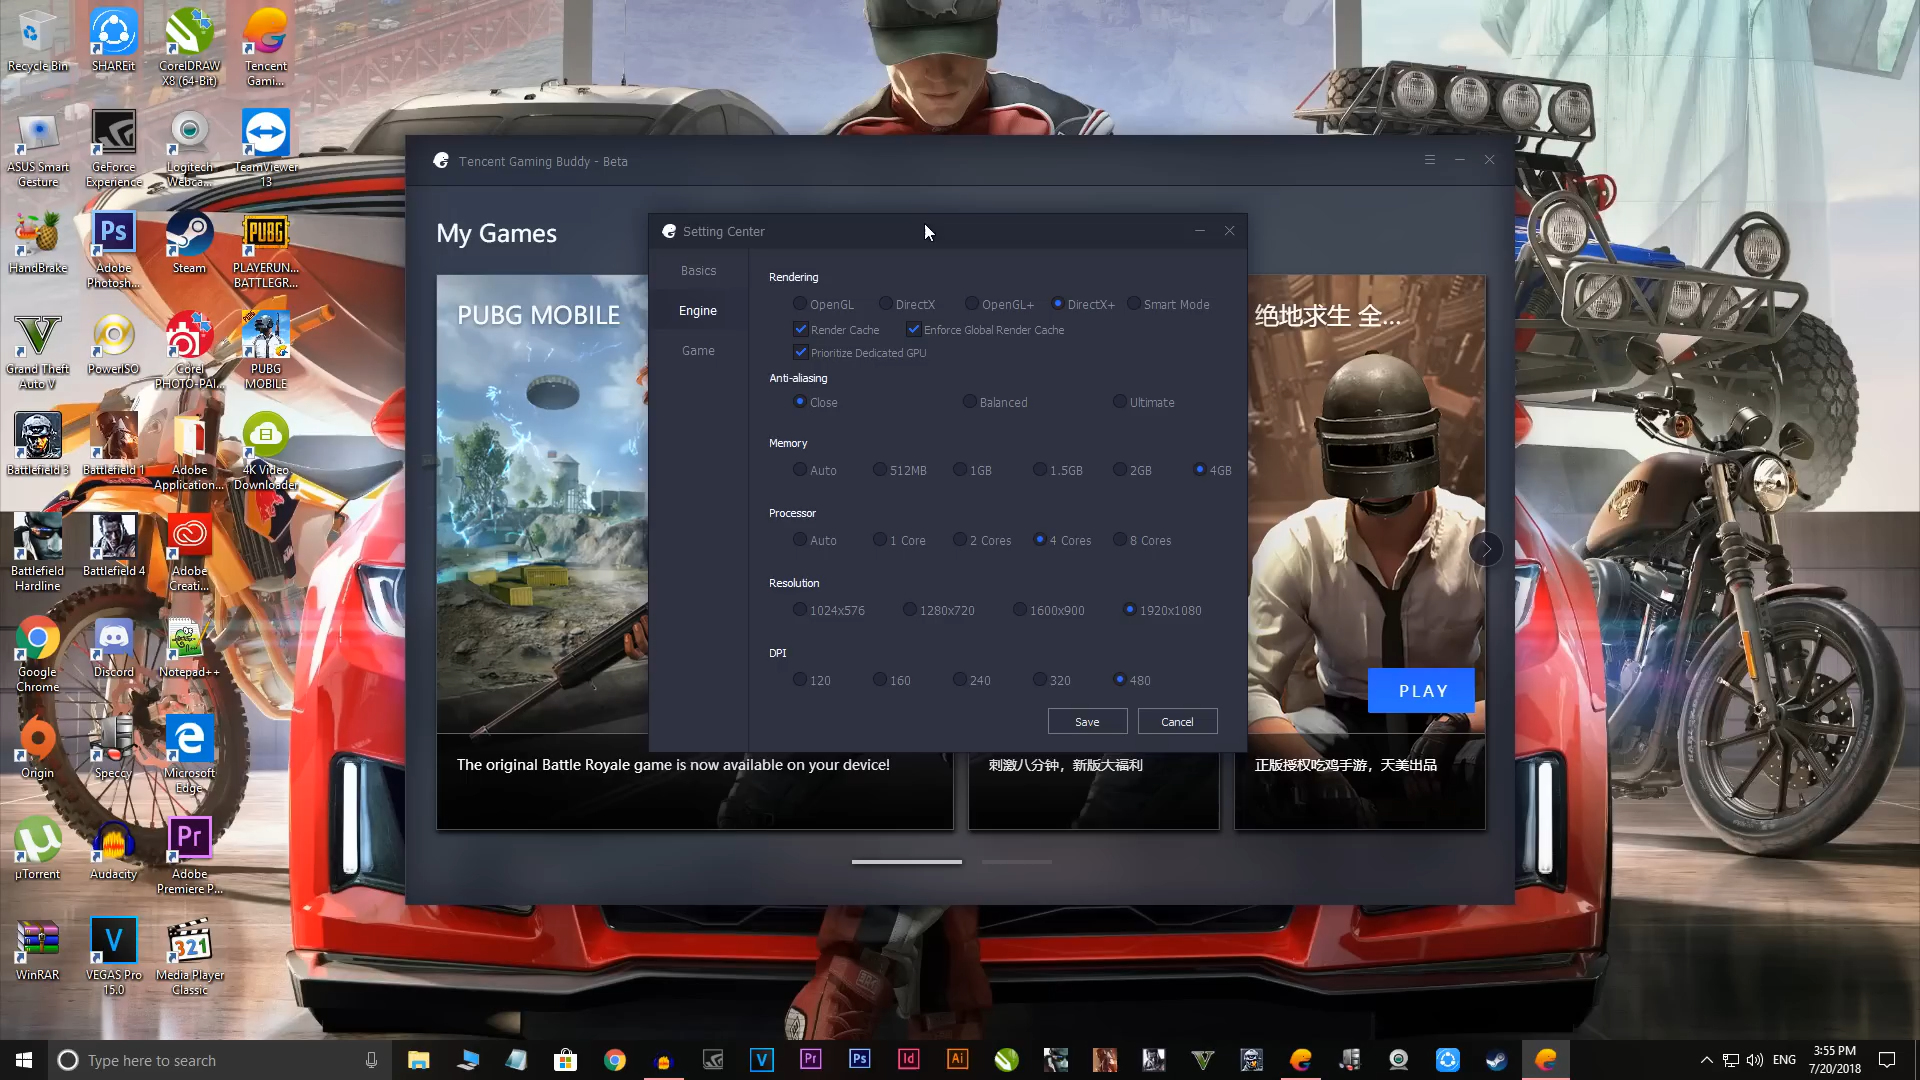 Recycle Bin
SHAREit
CorelDRAW X8 (64-Bit)
Tencent Gami...
ASUS Smart Gesture
GeForce Experience
Logitech Webca...
TeamViewer 13
HandBrake
Adobe Photosh...
Steam
PLAYERUN... BATTLEGR...
Grand Theft Auto V
PowerISO
Corel PHOTO-PAI...
PUBG MOBILE
Battlefield 3
Battlefield 1
Adobe Application...
4K Video Downloader
Battlefield Hardline
Battlefield 4
Adobe Creati...
Google Chrome
Discord
Notepad++
Origin
Speccy
Microsoft Edge
µTorrent
Audacity
Adobe Premiere P...
WinRAR
VEGAS Pro 15.0
Media Player Classic
Tencent Gaming Buddy - Beta
My Games
PUBG MOBILE
绝地求生 全...
Setting Center
Basics
Engine
Game
Rendering
OpenGL DirectX OpenGL+ DirectX+ Smart Mode
Render Cache Enforce Global Render Cache
Prioritize Dedicated GPU
Anti-aliasing
Close Balanced Ultimate
Memory
Auto 512MB 1GB 1.5GB 2GB 4GB
Processor
Auto 1 Core 2 Cores 4 Cores 8 Cores
Resolution
1024x576 1280x720 1600x900 1920x1080
DPI
120 160 240 320 480
Save Cancel
PLAY
The original Battle Royale game is now available on your device!
刺激八分钟，新版大福利
正版授权吃鸡手游，天美出品
Type here to search
ENG
3:55 PM
7/20/2018